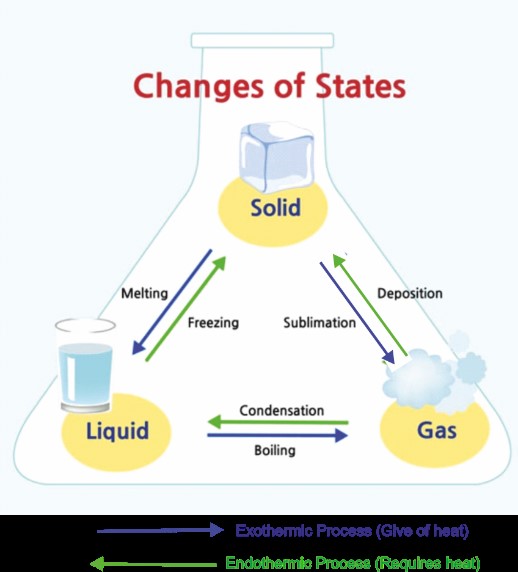 Changes of States
Solid
Melting
Deposition
Freezing
Sublimation
Condensation
Liquid
Gas
Boiling
Exothermic Process (Give of heat)
Endothermic Process (Requires heat)